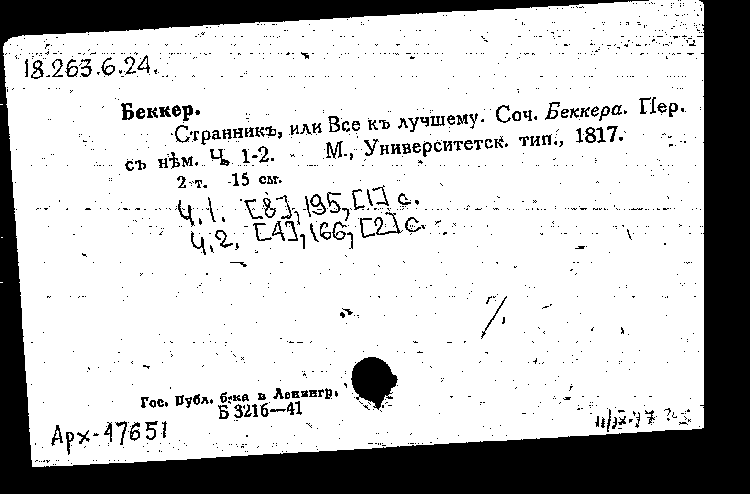 18.263.6.24.
Беккер.
Странникъ, или Все къ лучшему. Соч. Беккера. Пер.
съ нѣм. Ч. 1-2. М., Университетск. тип., 1817.
2 т. 15 см.
Ч.1. [8], 195, [1] с.
Ч.2. [4], 166, [2] с.
Гос. Публ. б-ка в Ленингр.
Б 3216—41
Арх-47651